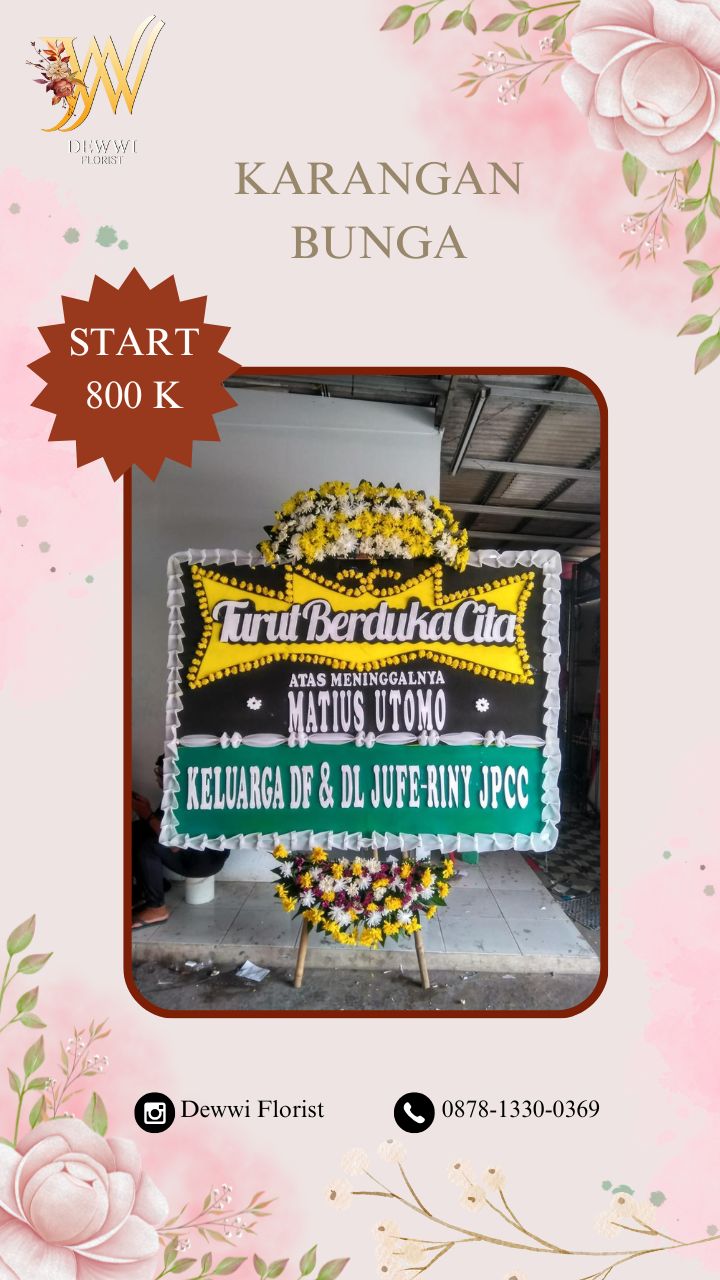 DEWWI
FLORIST
KARANGAN
BUNGA
START
800 K
Turut Berduka Cita
ATAS MENINGGALNYA
MATIUS UTOMO
KELUARGA DF & DL JUFE-RINY JPCC
Dewwi Florist
0878-1330-0369